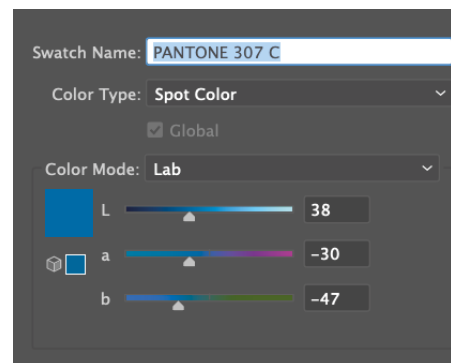 Swatch Name: PANTONE 307 C
Color Type: Spot Color
Global
Color Mode: Lab
L 38
a −30
b −47